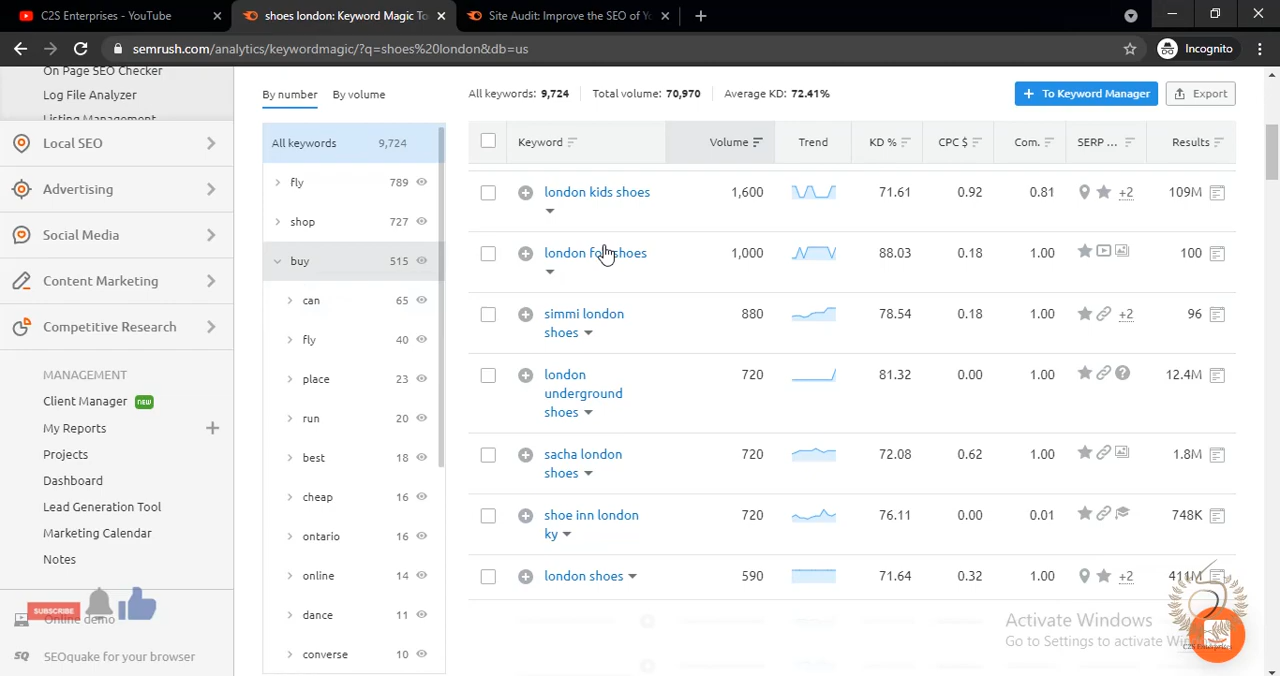 C2S Enterprises - YouTube
shoes london: Keyword Magic To
Site Audit: Improve the SEO of Y
semrush.com/analytics/keywordmagic/?q=shoes%20london&db=us
Incognito
On Page SEO Checker
Log File Analyzer
Listing Management
Local SEO
Advertising
Social Media
Content Marketing
Competitive Research
MANAGEMENT
Client Manager NEW
My Reports
Projects
Dashboard
Lead Generation Tool
Marketing Calendar
Notes
SUBSCRIBE
Online demo
SQ SEOquake for your browser
By number By volume
All keywords 9,724
fly 789
shop 727
buy 515
can 65
fly 40
place 23
run 20
best 18
cheap 16
ontario 16
online 14
dance 11
converse 10
All keywords: 9,724 Total volume: 70,970 Average KD: 72.41%
+ To Keyword Manager Export
Keyword Volume Trend KD % CPC $ Com. SERP ... Results
london kids shoes 1,600 71.61 0.92 0.81 +2 109M
london shoes 1,000 88.03 0.18 1.00 100
simmi london 880 78.54 0.18 1.00 +2 96
shoes
london 720 81.32 0.00 1.00 12.4M
underground
shoes
sacha london 720 72.08 0.62 1.00 1.8M
shoes
shoe inn london 720 76.11 0.00 0.01 748K
ky
london shoes 590 71.64 0.32 1.00 +2 411M
Activate Windows
Go to Settings to activate
C2S Enterprises